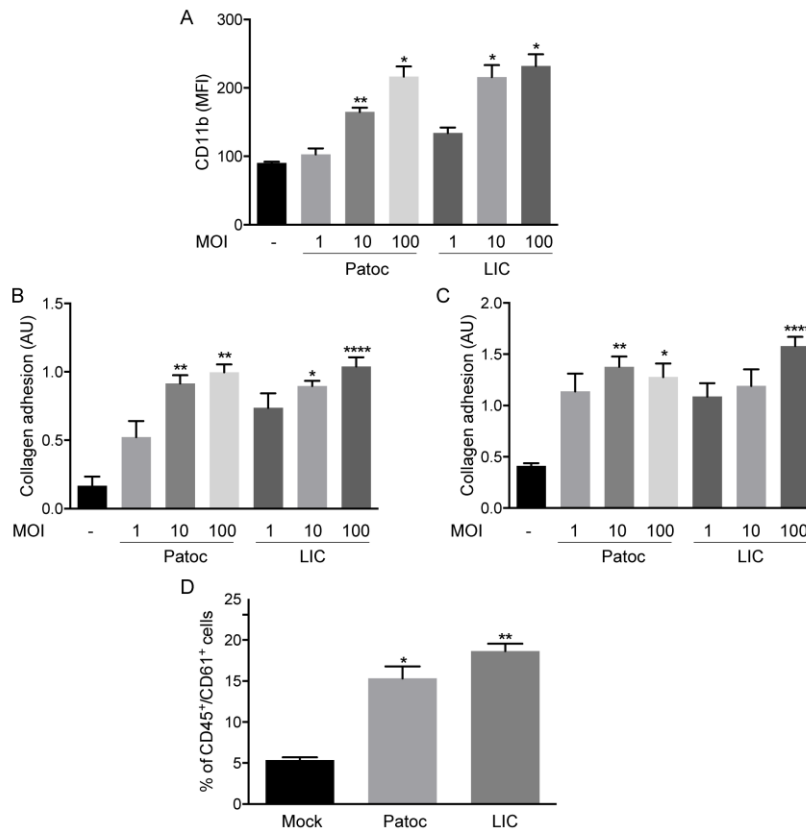 A
CD11b (MFI)
300
200
100
0
* * *
**
MOI - 1 10 100 1 10 100
Patoc LIC
B
Collagen adhesion (AU)
1.5
1.0
0.5
0.0
** ** * ****
MOI - 1 10 100 1 10 100
Patoc LIC
C
Collagen adhesion (AU)
2.0
1.5
1.0
0.5
0.0
** * ****
MOI - 1 10 100 1 10 100
Patoc LIC
D
% of CD45+/CD61+ cells
25
20
15
10
5
0
* **
Mock Patoc LIC